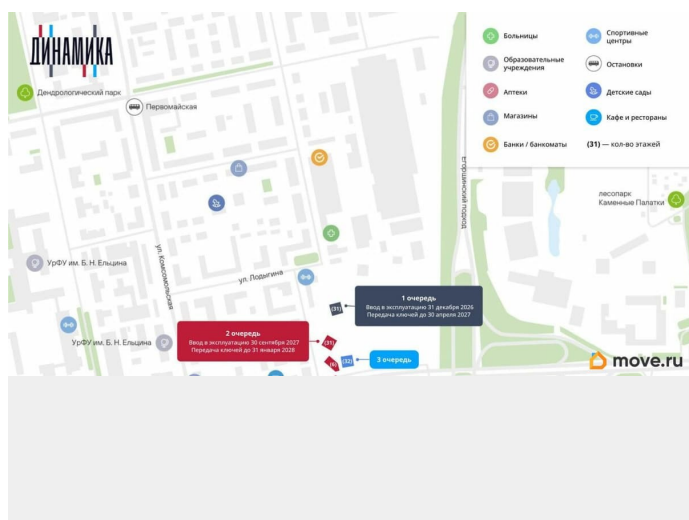 ДИНАМИКА
Дендрологический парк
Первомайская
Больницы
Образовательные
учреждения
Аптеки
Магазины
Банки / банкоматы
Спортивные
центры
Остановки
Детские сады
Кафе и рестораны
(31) — кол-во этажей
Егоршинский подход
лесопарк
Каменные Палатки
УрФУ им. Б. Н. Ельцина
ул. Комсомольская
ул. Лодыгина
1 очередь
Ввод в эксплуатацию 31 декабря 2026
Передача ключей до 30 апреля 2027
(31)
2 очередь
Ввод в эксплуатацию 30 сентября 2027
Передача ключей до 31 января 2028
(31)
УрФУ им. Б. Н. Ельцина
(6)
(32)
3 очередь
move.ru